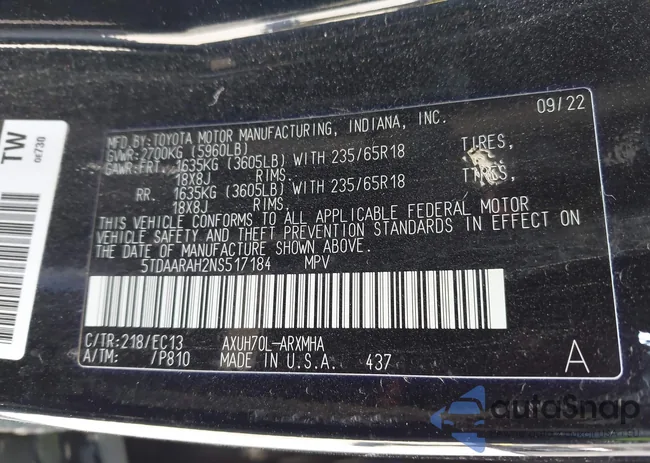 TW
0E730
09/22
MFD.BY:TOYOTA MOTOR MANUFACTURING, INDIANA, INC.
GVWR:2700KG (5960LB)
GAWR:FRT. 1635KG (3605LB) WITH 235/65R18 TIRES,
18X8J RIMS.
RR. 1635KG (3605LB) WITH 235/65R18 TIRES,
18X8J RIMS.
THIS VEHICLE CONFORMS TO ALL APPLICABLE FEDERAL MOTOR
VEHICLE SAFETY AND THEFT PREVENTION STANDARDS IN EFFECT ON
THE DATE OF MANUFACTURE SHOWN ABOVE.
5TDAARAH2NS517184 MPV
C/TR:218/EC13 AXUH70L-ARXMHA
A/TM: /P810 MADE IN U.S.A. 437
A
autoSnap